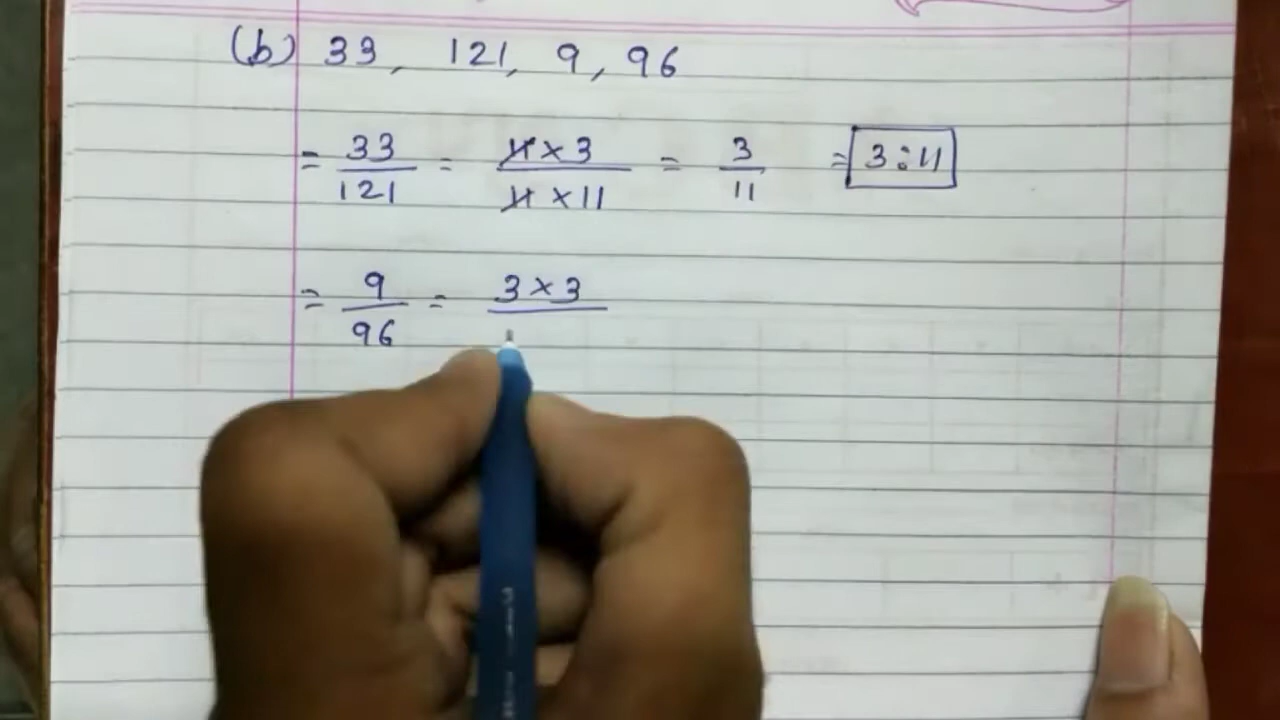 (b) 33, 121, 9, 96
= 33/121 = 11 × 3/11 × 11 = 3/11 = 3:11
= 9/96 = 3 × 3